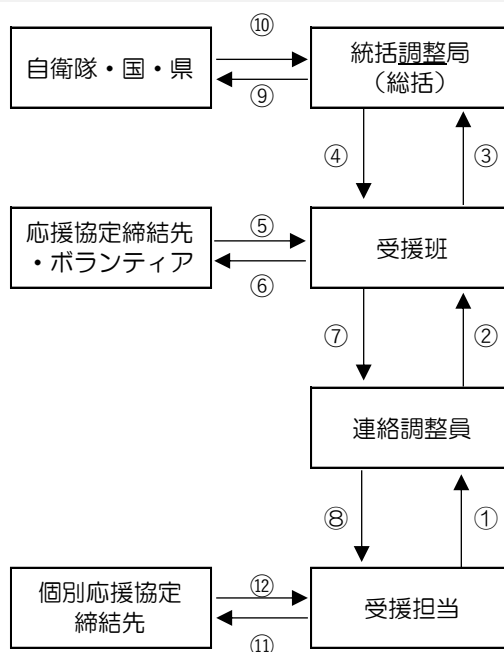 ⑩
自衛隊・国・県
統括調整局
（総括）
⑨
④
③
応援協定締結先
・ボランティア
⑤
受援班
⑥
⑦
②
連絡調整員
⑧
①
個別応援協定
締結先
⑫
受援担当
⑪